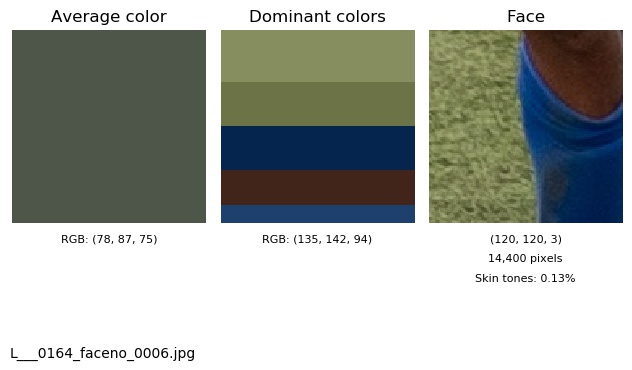 Average color
Dominant colors
Face
RGB: (78, 87, 75)
RGB: (135, 142, 94)
(120, 120, 3)
14,400 pixels
Skin tones: 0.13%
L___0164_faceno_0006.jpg